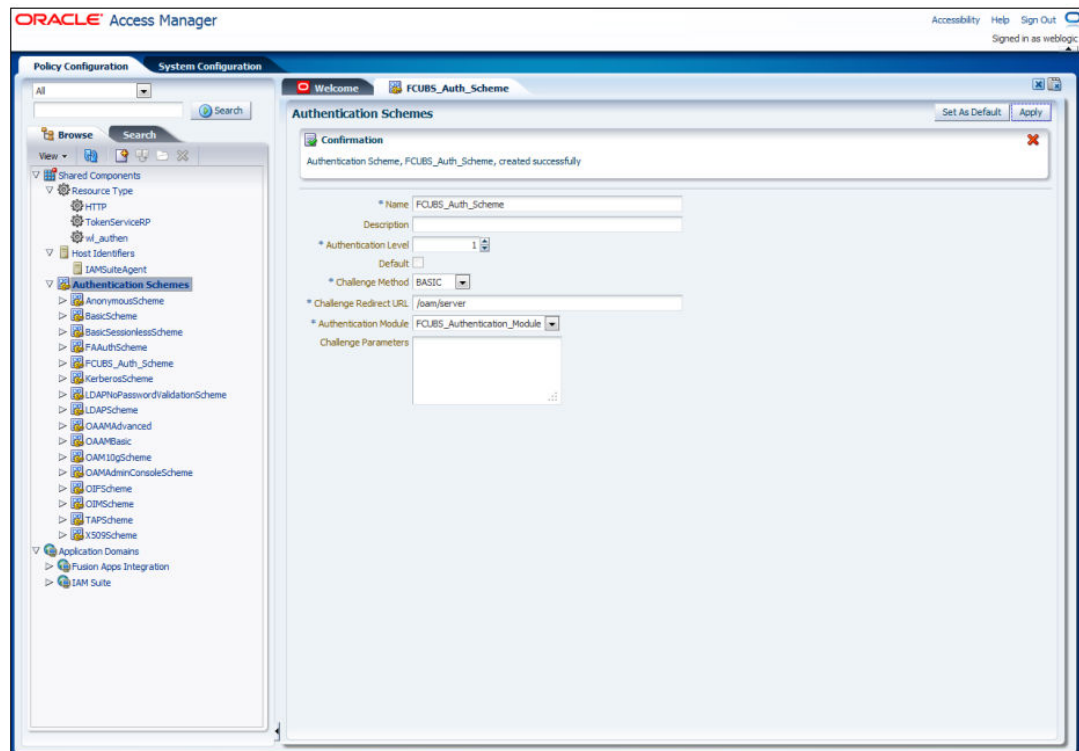 ORACLE Access Manager
Accessibility Help Sign Out
Signed in as weblogic
Policy Configuration System Configuration
All
Search
Browse Search
View
Shared Components
Resource Type
HTTP
TokenServiceRP
wl_authen
Host Identifiers
IAMSuiteAgent
Authentication Schemes
AnonymousScheme
BasicScheme
BasicSessionlessScheme
FAAuthScheme
FCUBS_Auth_Scheme
KerberosScheme
LDAPNoPasswordValidationScheme
LDAPScheme
OAAMAdvanced
OAAMBasic
OAM10gScheme
OAMAdminConsoleScheme
OIFScheme
OIMScheme
TAPScheme
X509Scheme
Application Domains
Fusion Apps Integration
IAM Suite
Welcome FCUBS_Auth_Scheme
Authentication Schemes Set As Default Apply
Confirmation
Authentication Scheme, FCUBS_Auth_Scheme, created successfully
* Name FCUBS_Auth_Scheme
Description
* Authentication Level 1
Default
* Challenge Method BASIC
* Challenge Redirect URL /oam/server
* Authentication Module FCUBS_Authentication_Module
Challenge Parameters